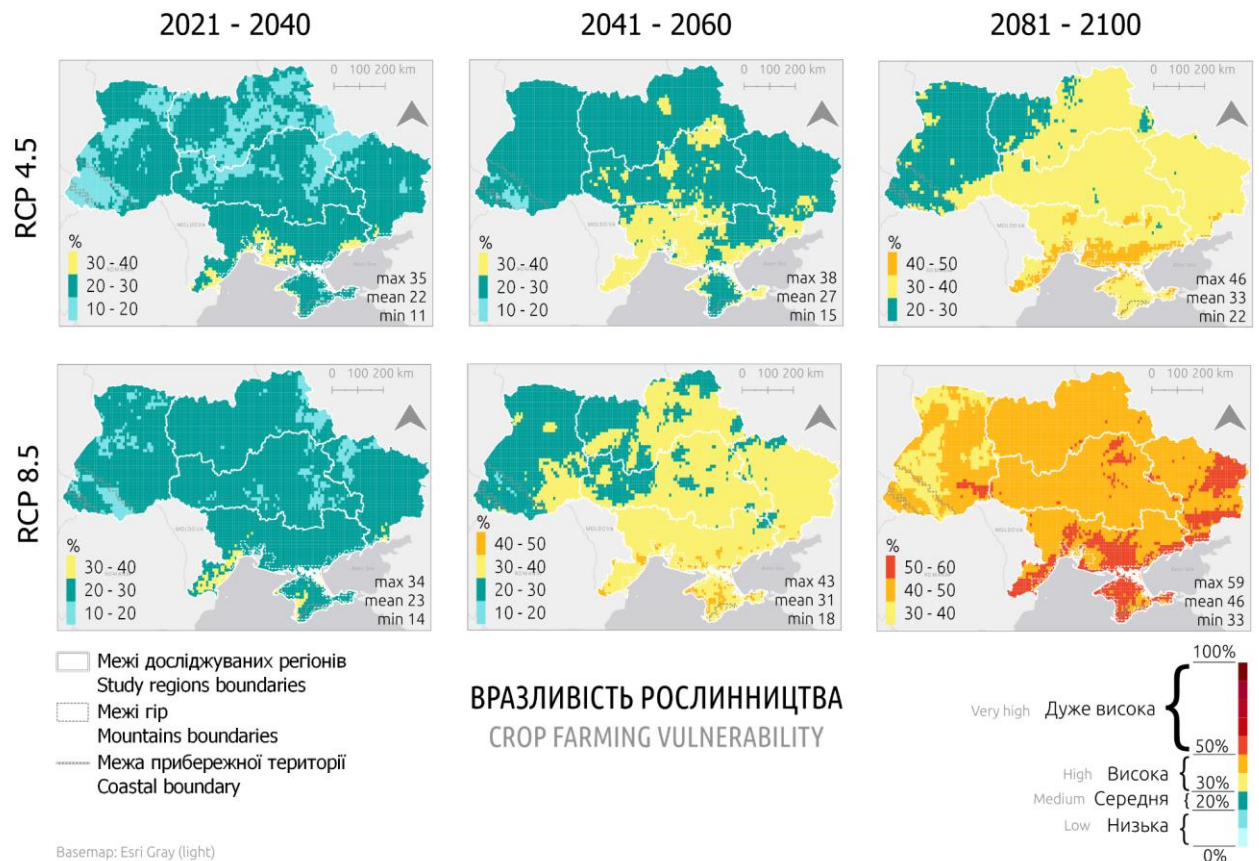 2021 - 2040
2041 - 2060
2081 - 2100
RCP 4.5
0 100 200 km
MOLDOVA
%
30 - 40
20 - 30
10 - 20
max 35
mean 22
min 11
0 100 200 km
MOLDOVA
%
30 - 40
20 - 30
10 - 20
max 38
mean 27
min 15
0 100 200 km
MOLDOVA
%
40 - 50
30 - 40
20 - 30
max 46
mean 33
min 22
RCP 8.5
0 100 200 km
MOLDOVA
%
30 - 40
20 - 30
10 - 20
max 34
mean 23
min 14
0 100 200 km
MOLDOVA
%
40 - 50
30 - 40
20 - 30
10 - 20
max 43
mean 31
min 18
0 100 200 km
MOLDOVA
%
50 - 60
40 - 50
30 - 40
max 59
mean 46
min 33
Межі досліджуваних регіонів
Study regions boundaries
Межі гір
Mountains boundaries
Межа прибережної території
Coastal boundary
ВРАЗЛИВІСТЬ РОСЛИННИЦТВА
CROP FARMING VULNERABILITY
100%
Very high Дуже висока
50%
High Висока
30%
Medium Середня
20%
Low Низька
0%
Basemap: Esri Gray (light)